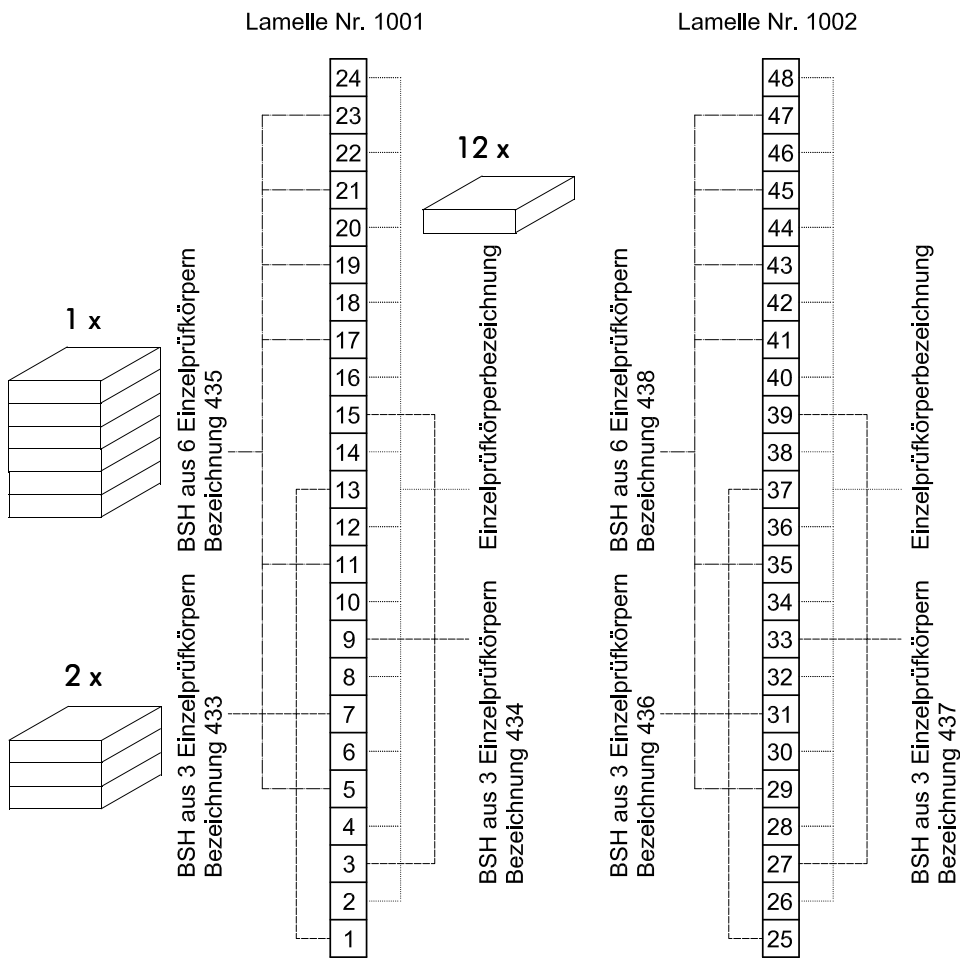 Lamelle Nr. 1001
24
23
22
21
20
19
18
17
16
15
14
13
12
11
10
9
8
7
6
5
4
3
2
1
12 x
1 x
2 x
BSH aus 6 Einzelprüfkörpern
Bezeichnung 435
BSH aus 3 Einzelprüfkörpern
Bezeichnung 433
Einzelprüfkörperbezeichnung
BSH aus 3 Einzelprüfkörpern
Bezeichnung 434
Lamelle Nr. 1002
48
47
46
45
44
43
42
41
40
39
38
37
36
35
34
33
32
31
30
29
28
27
26
25
BSH aus 6 Einzelprüfkörpern
Bezeichnung 438
BSH aus 3 Einzelprüfkörpern
Bezeichnung 436
Einzelprüfkörperbezeichnung
BSH aus 3 Einzelprüfkörpern
Bezeichnung 437